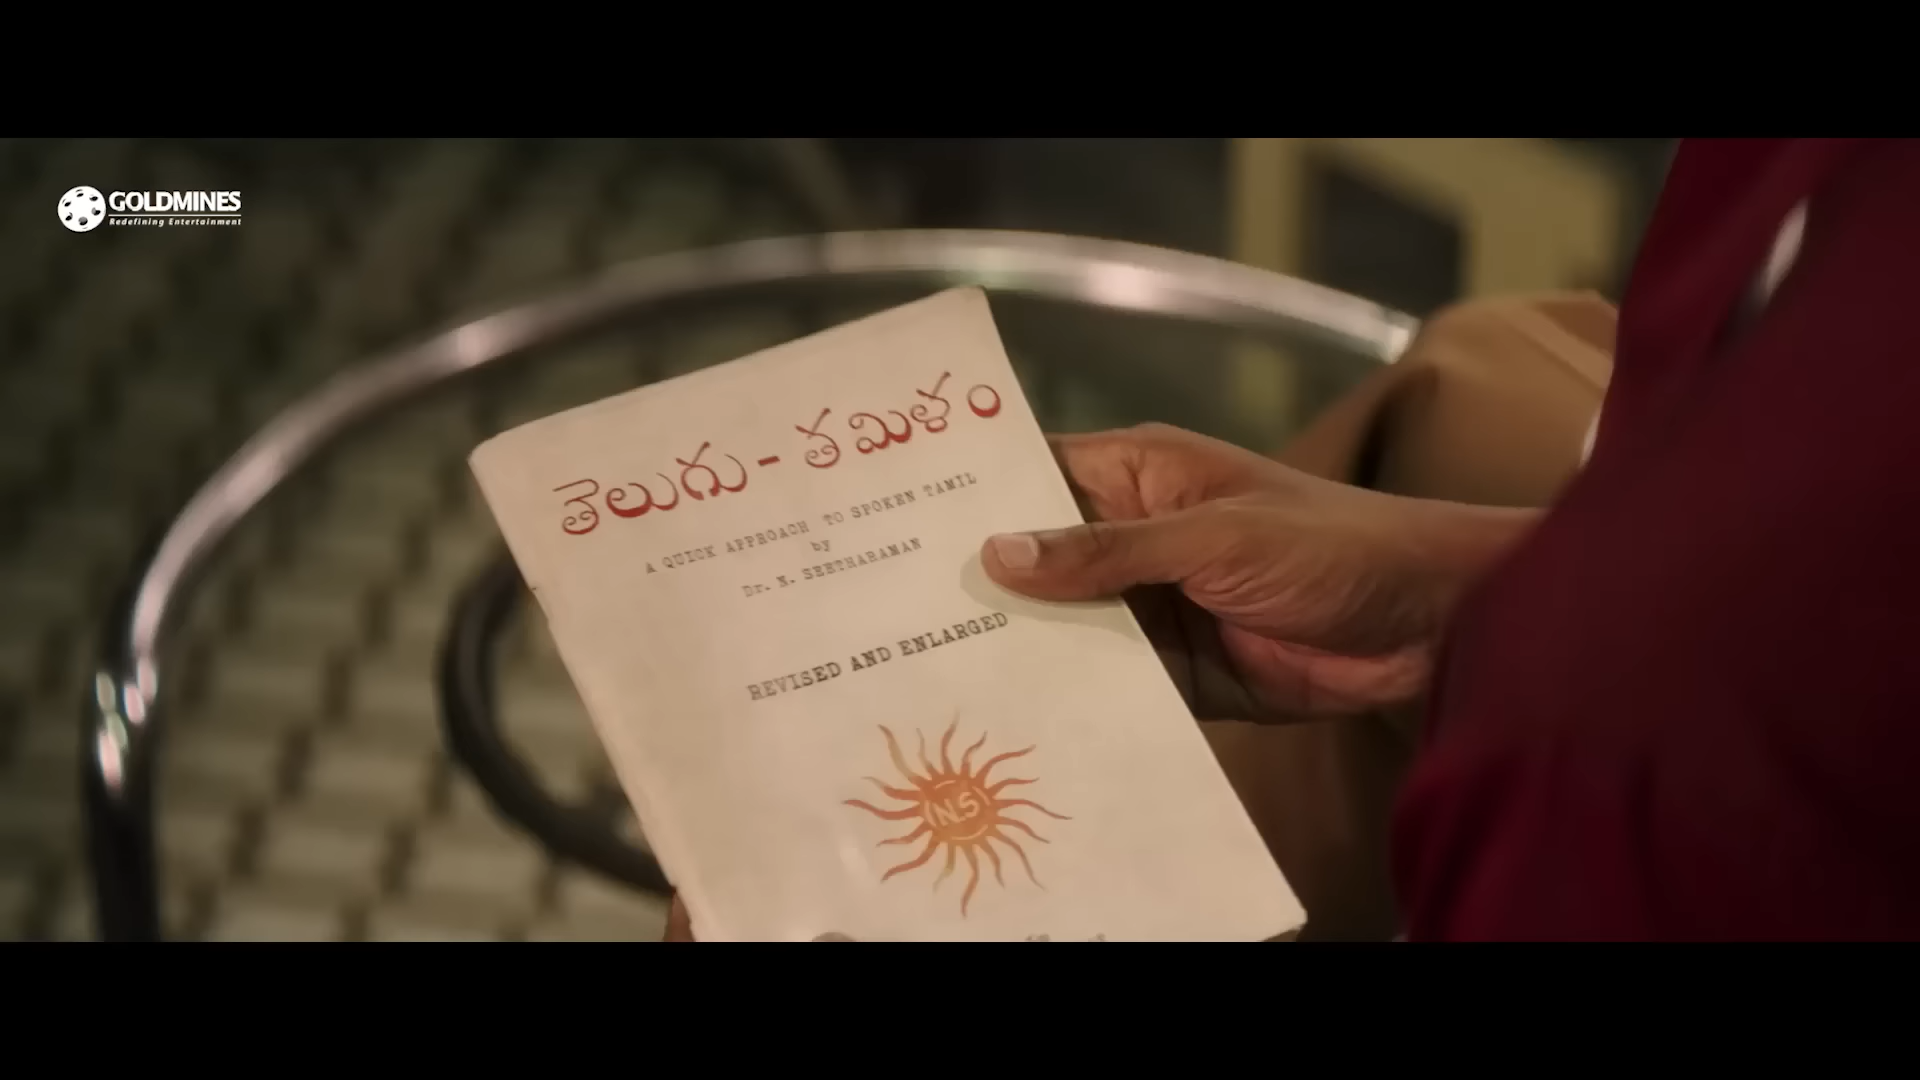 GOLDMINES
Redefining Entertainment
తెలుగు - తమిళం
A QUICK APPROACH TO SPOKEN TAMIL
by
Dr. N. SEETHARAMAN
REVISED AND ENLARGED
N.S